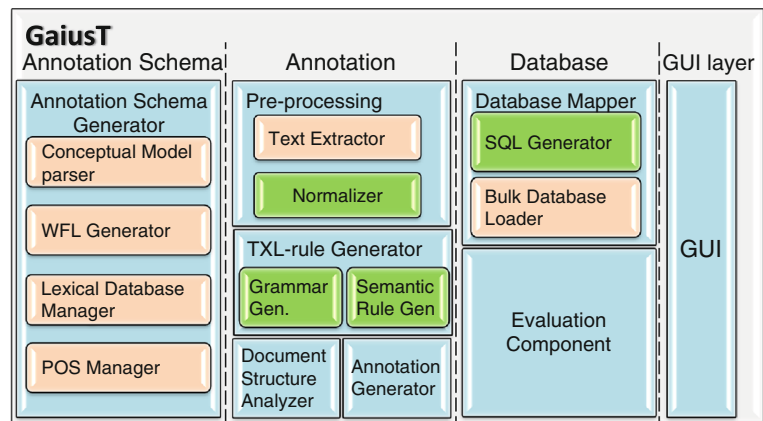 GaiusT
Annotation Schema
Annotation Schema
Generator
Conceptual Model
parser
WFL Generator
Lexical Database
Manager
POS Manager
Annotation
Pre-processing
Text Extractor
Normalizer
TXL-rule Generator
Grammar
Gen.
Semantic
Rule Gen
Document
Structure
Analyzer
Annotation
Generator
Database
Database Mapper
SQL Generator
Bulk Database
Loader
Evaluation
Component
GUI layer
GUI